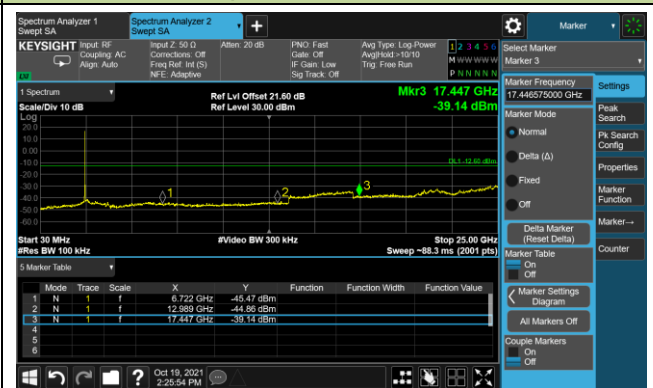 Spectrum Analyzer 1
Swept SA
Spectrum Analyzer 2
Swept SA
+
Marker
KEYSIGHT
Input: RF
Coupling: AC
Align: Auto
Input Z: 50 Ω
Corrections: Off
Freq Ref: Int (S)
NFE: Adaptive
Atten: 20 dB
PNO: Fast
Gate: Off
IF Gain: Low
Sig Track: Off
Avg Type: Log-Power
Avg|Hold:>10/10
Trig: Free Run
1 2 3 4 5 6
M W W W W W
P N N N N N
LXI
Select Marker
Marker 3
1 Spectrum
Scale/Div 10 dB
Ref Lvl Offset 21.60 dB
Ref Level 30.00 dBm
Mkr3 17.447 GHz
-39.14 dBm
Log
20.0
10.0
0.00
-10.0
-20.0
-30.0
-40.0
-50.0
-60.0
DL1 -12.60 dBm
1
2
3
Start 30 MHz
#Res BW 100 kHz
#Video BW 300 kHz
Stop 25.00 GHz
Sweep ~88.3 ms (2001 pts)
5 Marker Table
Mode Trace Scale X Y Function Function Width Function Value
1 N 1 f 6.722 GHz -45.47 dBm
2 N 1 f 12.989 GHz -44.86 dBm
3 N 1 f 17.447 GHz -39.14 dBm
4
5
6
Marker Frequency
17.446575000 GHz
Marker Mode
Normal
Delta (Δ)
Fixed
Off
Delta Marker
(Reset Delta)
Marker Table
On
Off
Marker Settings
Diagram
All Markers Off
Couple Markers
On
Off
Settings
Peak
Search
Pk Search
Config
Properties
Marker
Function
Marker→
Counter
?
Oct 19, 2021
2:25:54 PM